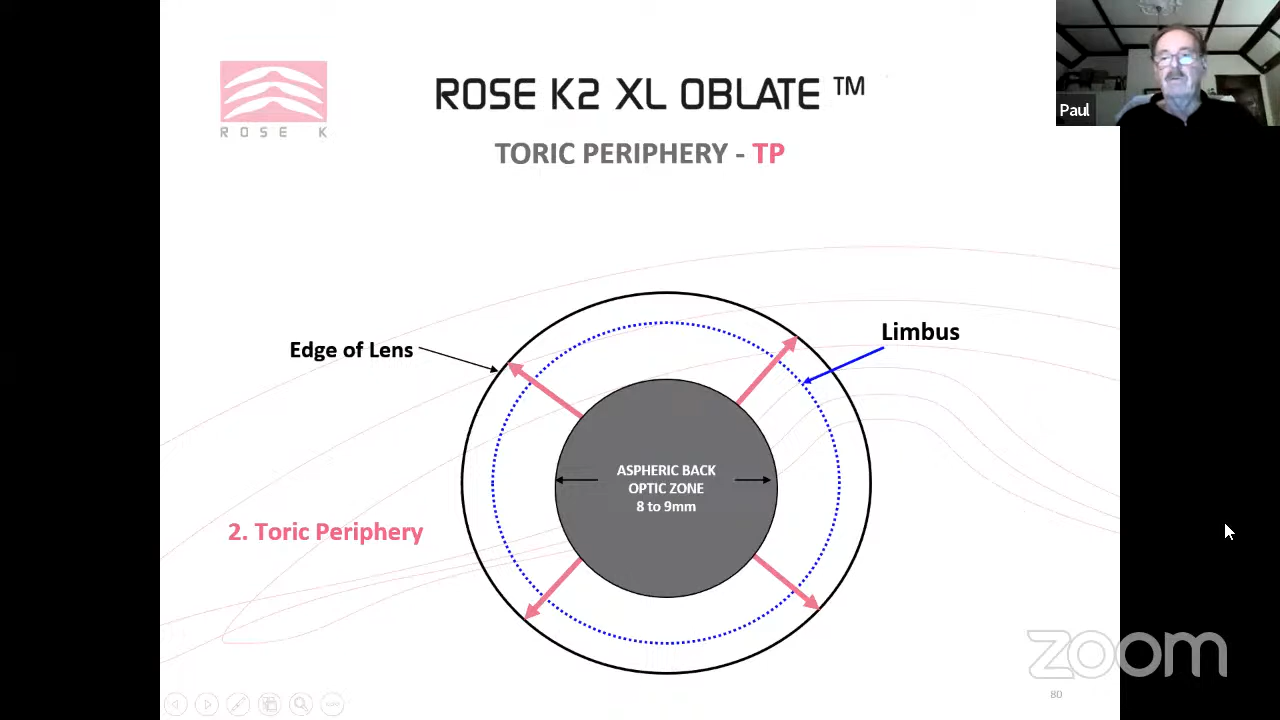 ROSE K
ROSE K2 XL OBLATE ™
TORIC PERIPHERY - TP
Paul
Edge of Lens
Limbus
ASPHERIC BACK
OPTIC ZONE
8 to 9mm
2. Toric Periphery
zoom
80